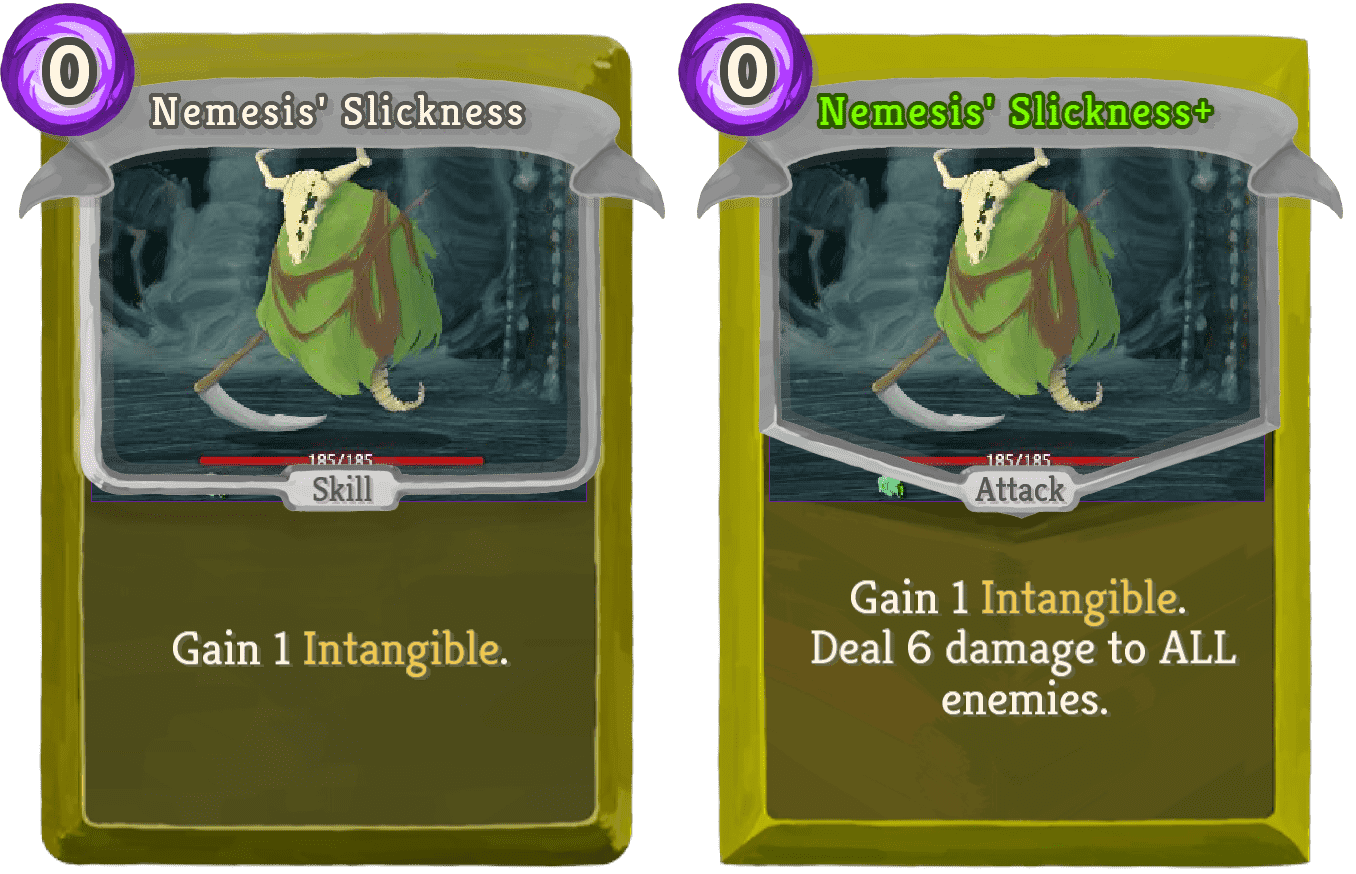 0
Nemesis' Slickness
185/185
Skill
Gain 1 Intangible.
0
Nemesis' Slickness+
185/185
Attack
Gain 1 Intangible.
Deal 6 damage to ALL
enemies.